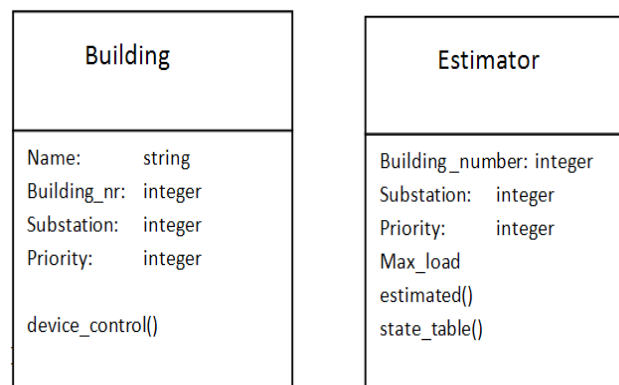 Building
Name: string
Building_nr: integer
Substation: integer
Priority: integer
device_control()
Estimator
Building_number: integer
Substation: integer
Priority: integer
Max_load
estimated()
state_table()